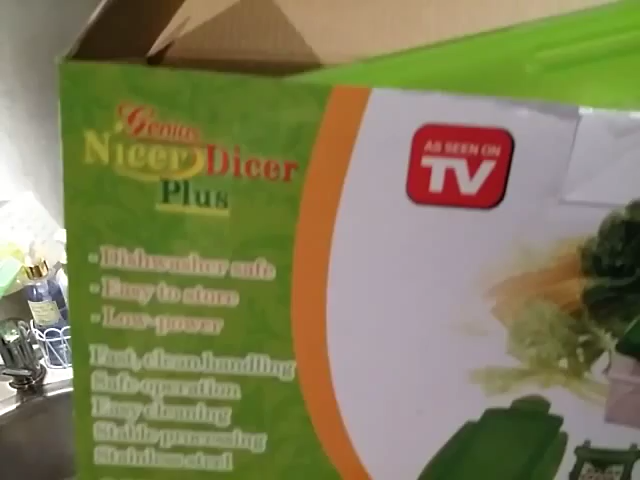 Genius
Nicer Dicer
Plus
AS SEEN ON
TV
- Dishwasher safe
- Easy to store
- Low-power
Fast, clean handling
Safe operation
Easy cleaning
Stable processing
Stainless steel